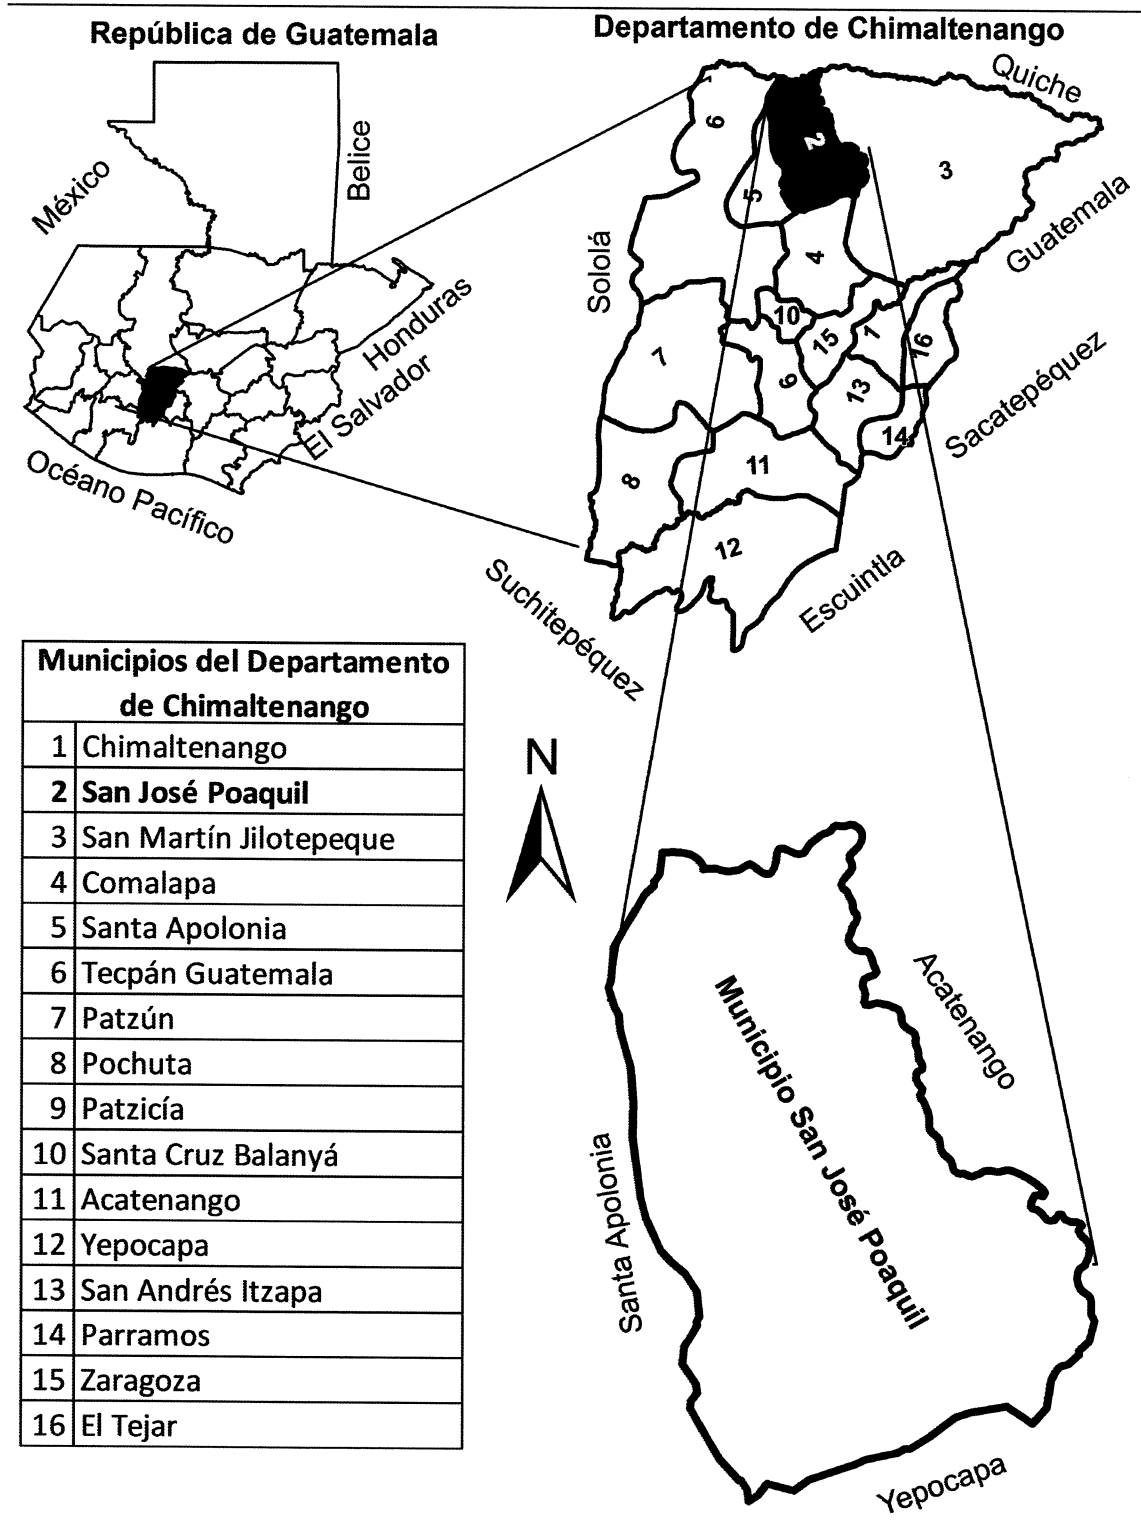 República de Guatemala
Departamento de Chimaltenango
México
Belice
Honduras
El Salvador
Océano Pacífico
Quiche
Guatemala
Sololá
Sacatepéquez
Escuintla
Suchitepéquez
6
2
3
5
4
10
15
1
16
7
9
13
14
8
11
12
Municipios del Departamento
de Chimaltenango
1 Chimaltenango
2 San José Poaquil
3 San Martín Jilotepeque
4 Comalapa
5 Santa Apolonia
6 Tecpán Guatemala
7 Patzún
8 Pochuta
9 Patzicía
10 Santa Cruz Balanyá
11 Acatenango
12 Yepocapa
13 San Andrés Itzapa
14 Parramos
15 Zaragoza
16 El Tejar
N
Acatenango
Municipio San José Poaquil
Santa Apolonia
Yepocapa